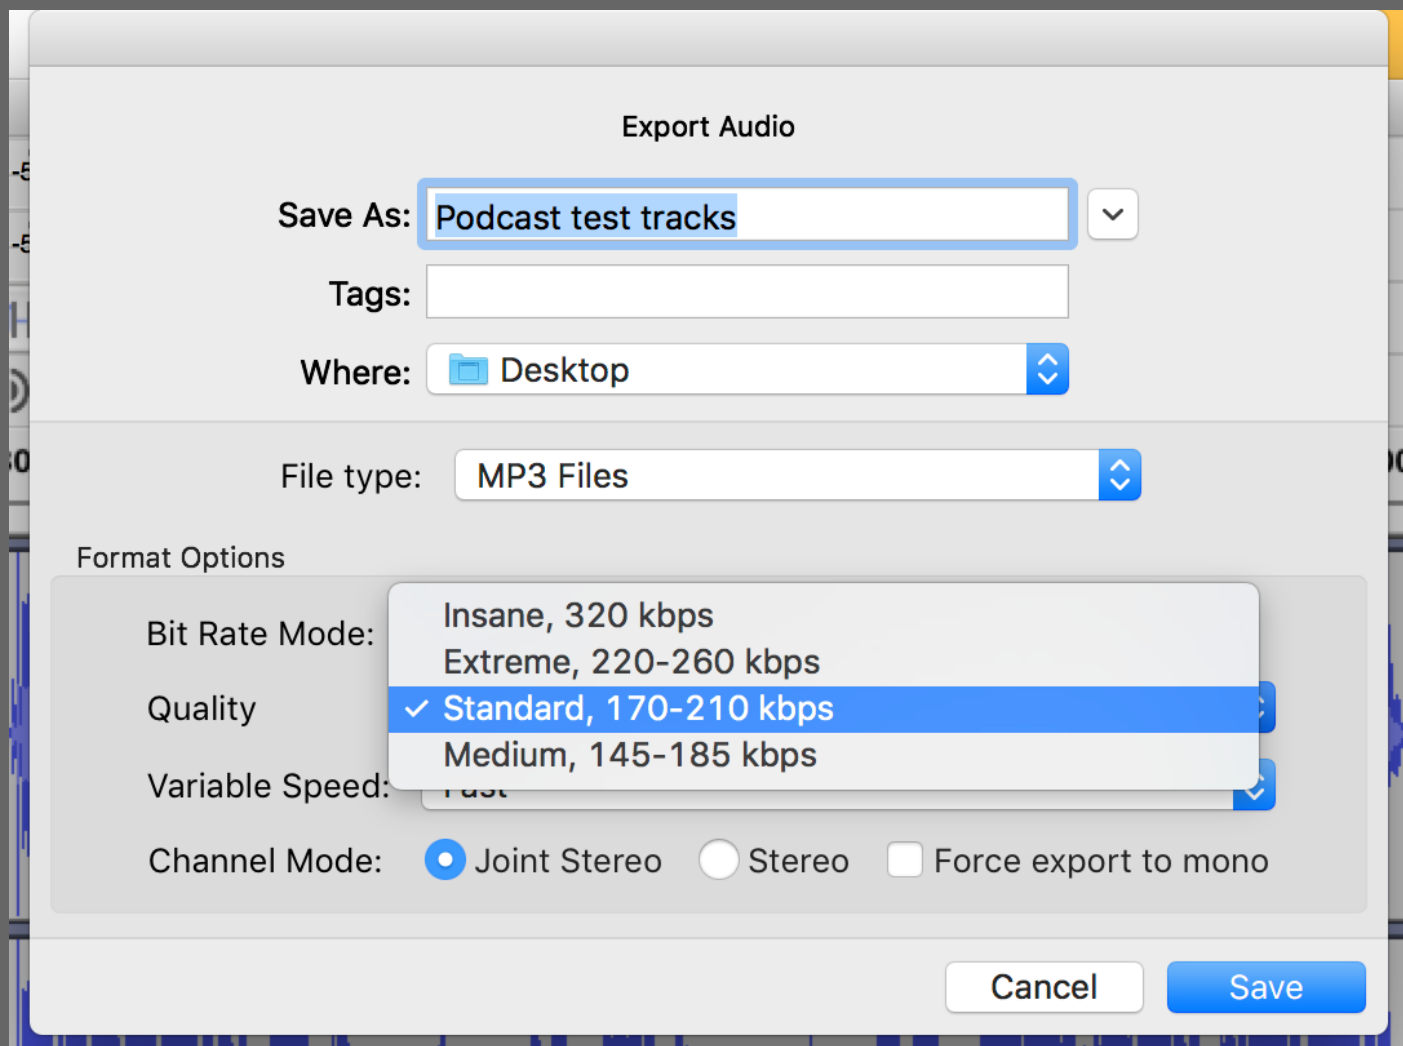 Export Audio
Save As: Podcast test tracks
Tags:
Where: Desktop
File type: MP3 Files
Format Options
Bit Rate Mode:
Insane, 320 kbps
Extreme, 220-260 kbps
Quality
✓ Standard, 170-210 kbps
Medium, 145-185 kbps
Variable Speed: Fast
Channel Mode: Joint Stereo Stereo Force export to mono
Cancel Save